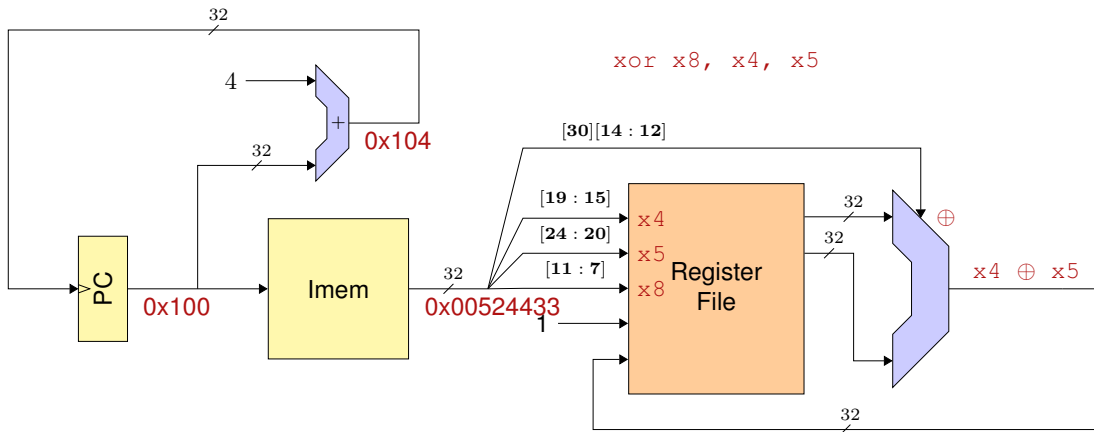 32
xor x8, x4, x5
4
+
0x104
[30][14 : 12]
32
[19 : 15]
32
x4
⊕
[24 : 20]
32
x5
PC
Imem
32
[11 : 7]
Register
File
x4 ⊕ x5
0x100
0x00524433
x8
1
32